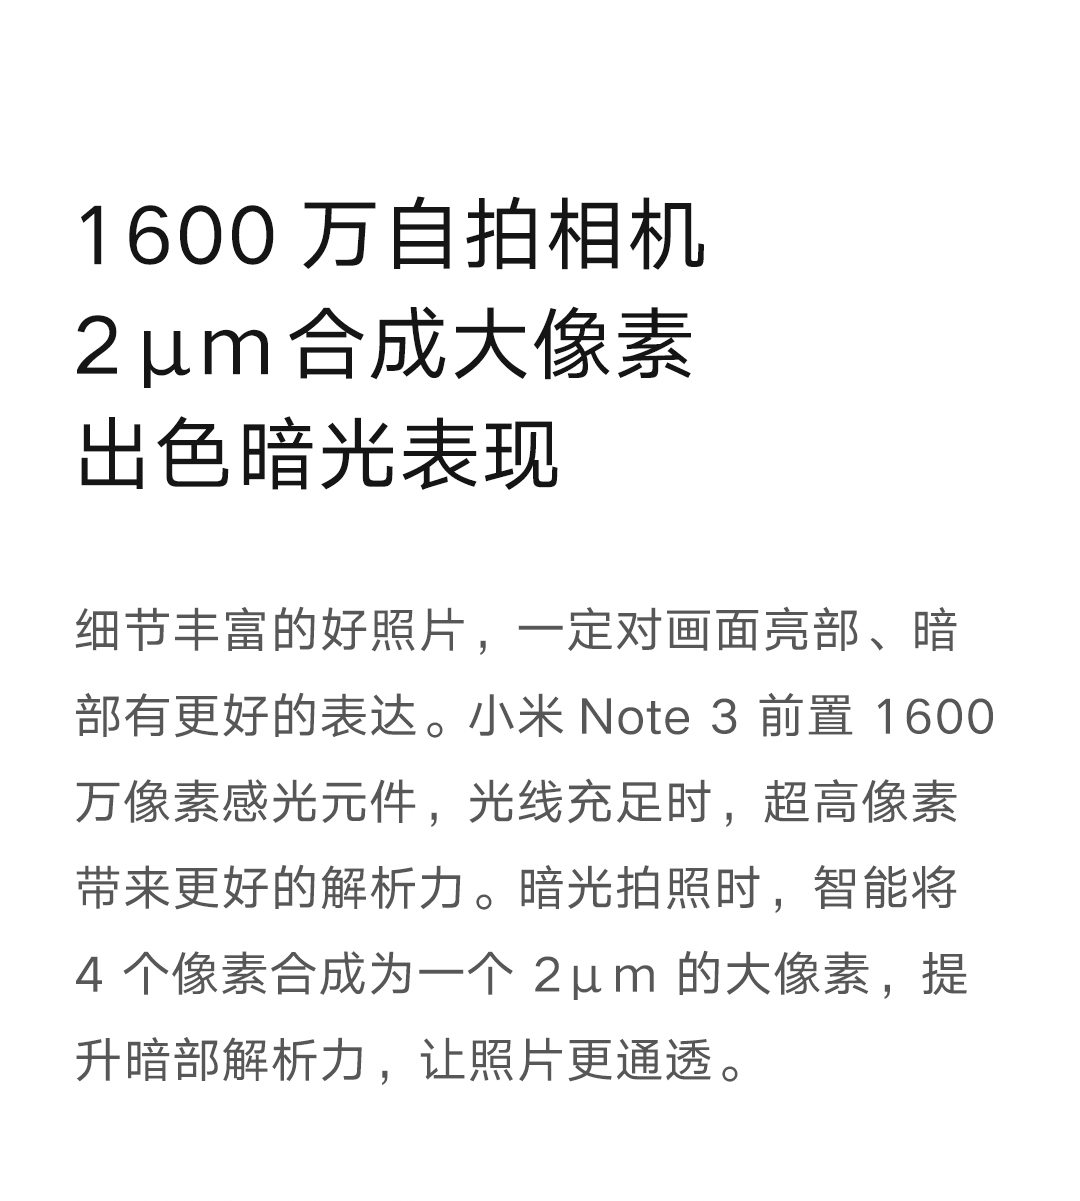 1600 万自拍相机
2μm合成大像素
出色暗光表现
细节丰富的好照片，一定对画面亮部、暗
部有更好的表达。小米 Note 3 前置 1600
万像素感光元件，光线充足时，超高像素
带来更好的解析力。暗光拍照时，智能将
4 个像素合成为一个 2μm 的大像素，提
升暗部解析力，让照片更通透。